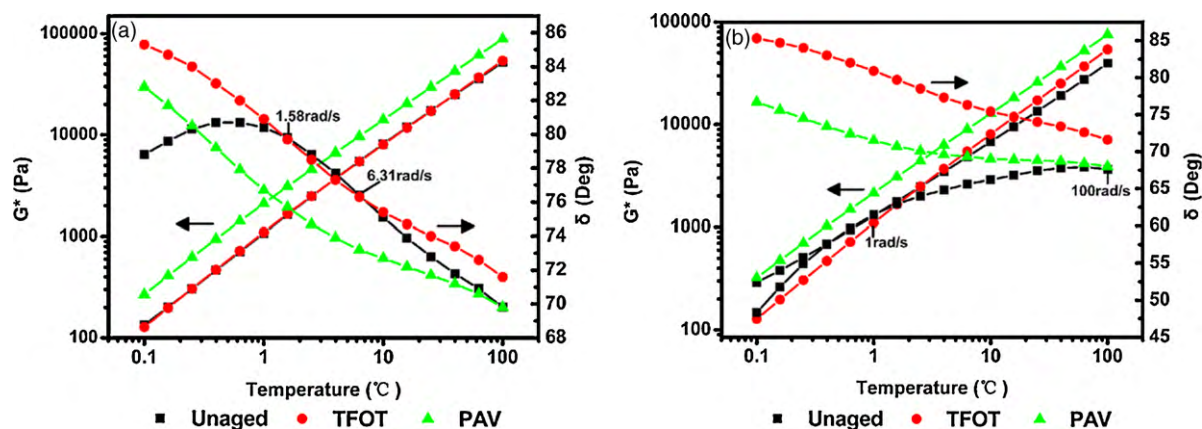 (a)
100000
10000
1000
100
G* (Pa)
86
84
82
80
78
76
74
72
70
68
δ (Deg)
1.58rad/s
6.31rad/s
0.1 1 10 100
Temperature (℃)
Unaged TFOT PAV
(b)
100000
10000
1000
100
G* (Pa)
85
80
75
70
65
60
55
50
45
δ (Deg)
100rad/s
1rad/s
0.1 1 10 100
Temperature (℃)
Unaged TFOT PAV